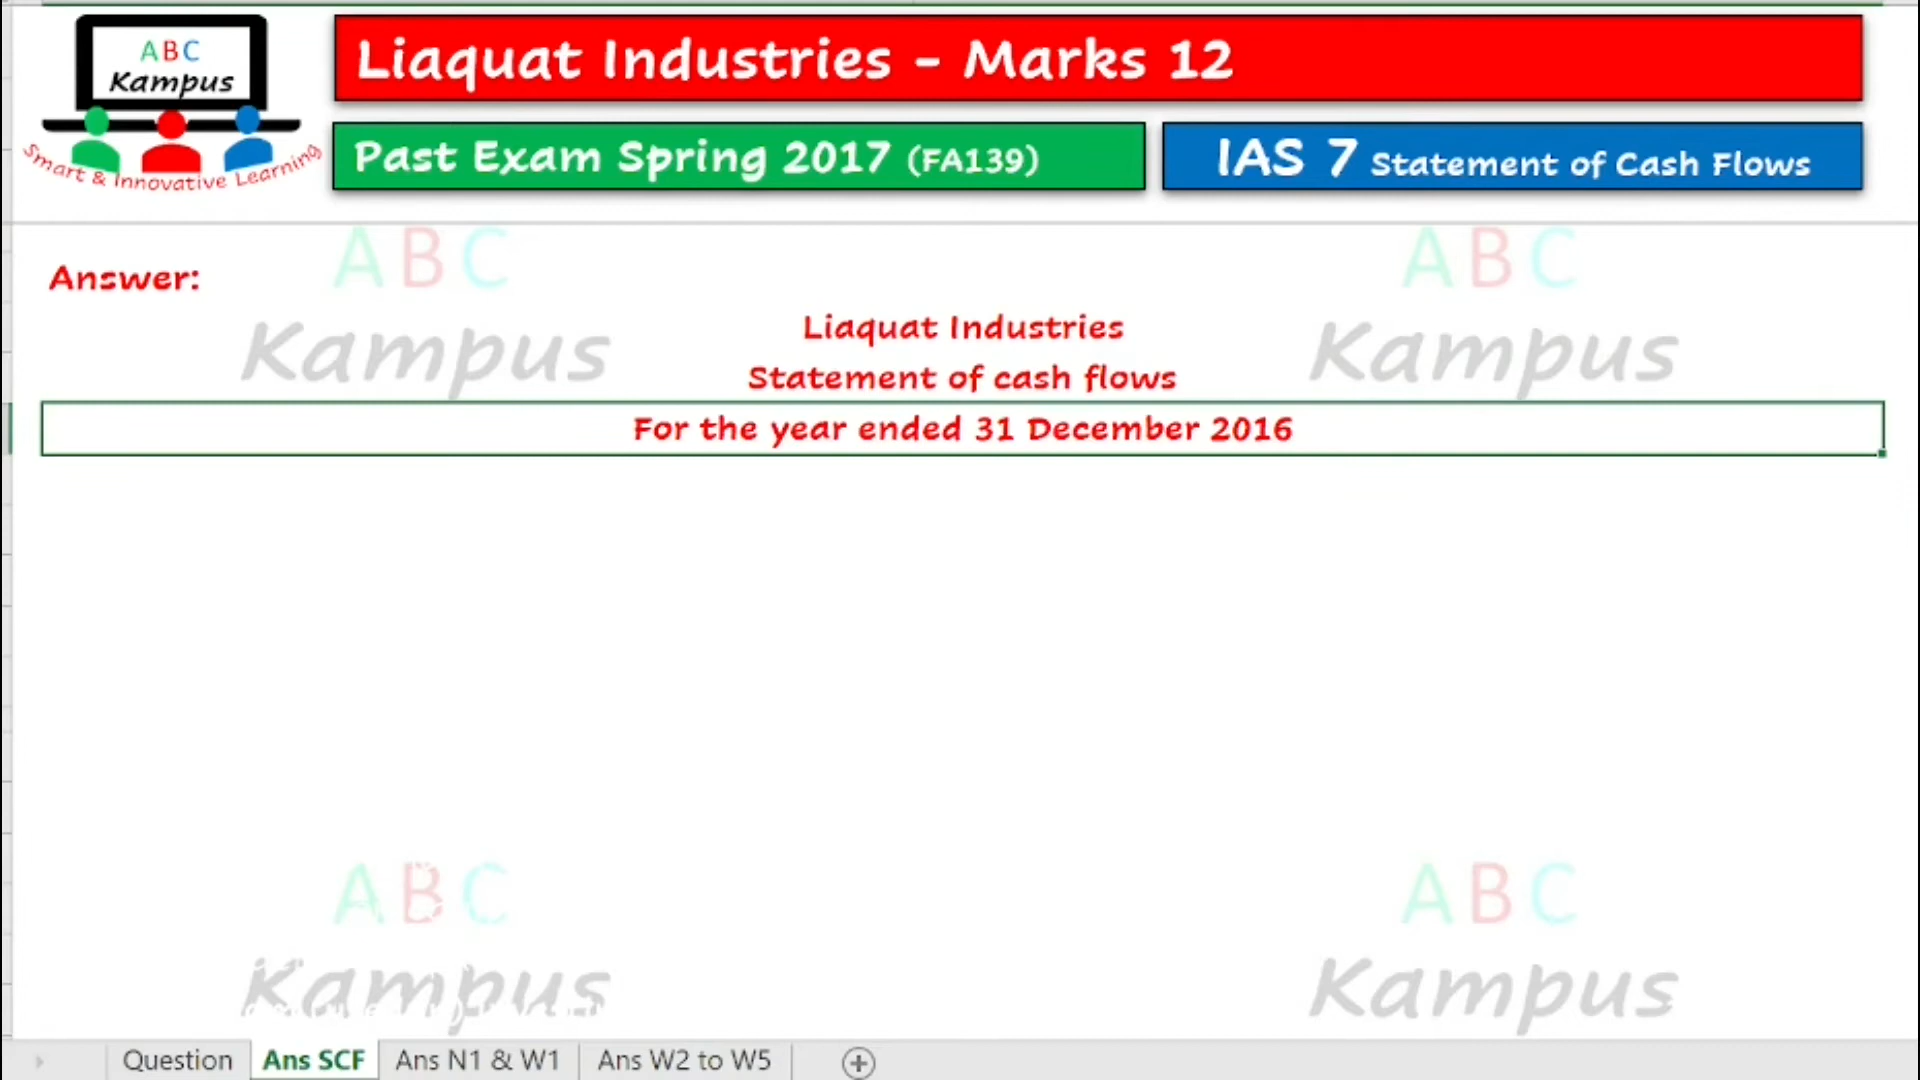 ABC
Kampus
Smart & Innovative Learning
Liaquat Industries - Marks 12
Past Exam Spring 2017 (FA139)
IAS 7 Statement of Cash Flows
ABC
Kampus
ABC
Kampus
Answer:
Liaquat Industries
Statement of cash flows
For the year ended 31 December 2016
ABC
Kampus
ABC
Kampus
Question
Ans SCF
Ans N1 & W1
Ans W2 to W5